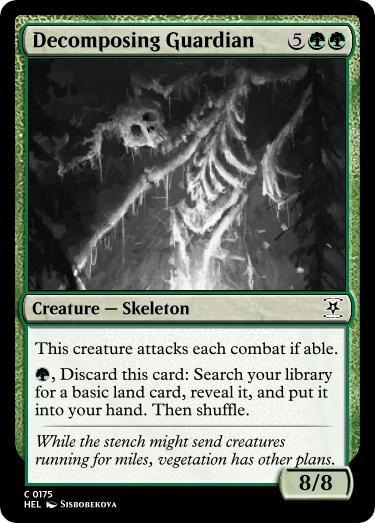 Decomposing Guardian 5
Creature — Skeleton
This creature attacks each combat if able.
, Discard this card: Search your library
for a basic land card, reveal it, and put it
into your hand. Then shuffle.
While the stench might send creatures
running for miles, vegetation has other plans.
8/8
C 0175
HEL Sisbobekova